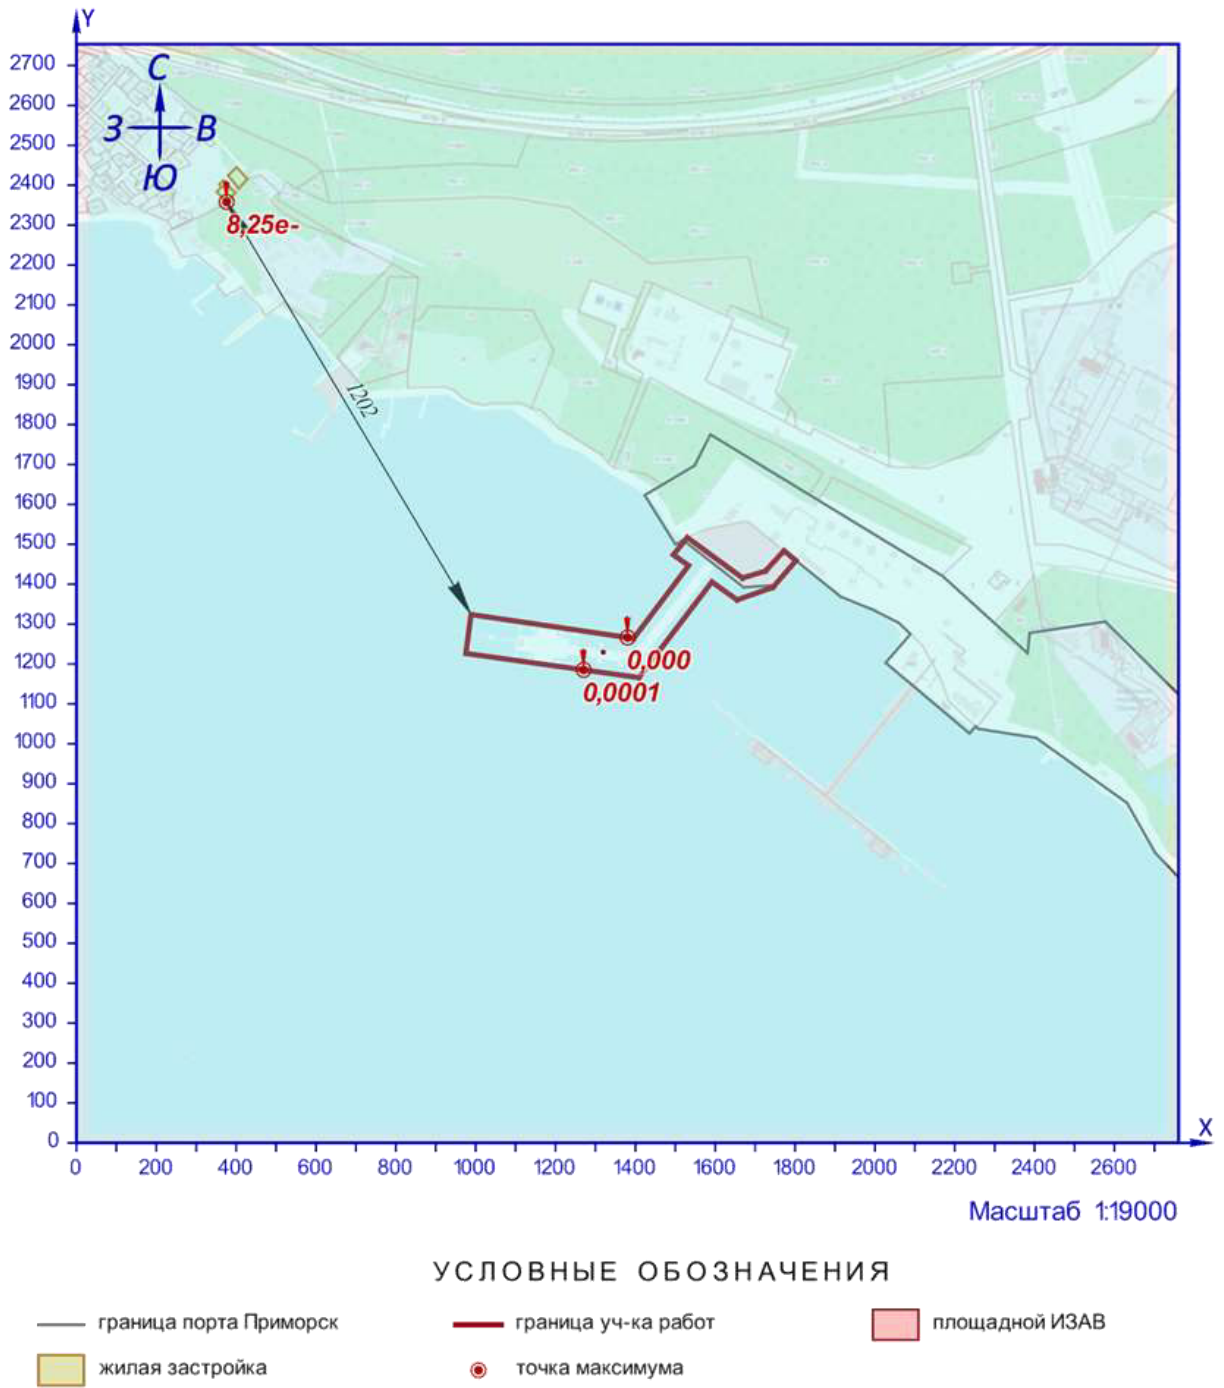 Y
2700
2600
2500
2400
2300
2200
2100
2000
1900
1800
1700
1600
1500
1400
1300
1200
1100
1000
900
800
700
600
500
400
300
200
100
0
С
З В
Ю
8,25e-
1202
0,000
0,0001
X
0 200 400 600 800 1000 1200 1400 1600 1800 2000 2200 2400 2600
Масштаб 1:19000
УСЛОВНЫЕ ОБОЗНАЧЕНИЯ
граница порта Приморск
граница уч-ка работ
площадной ИЗАВ
жилая застройка
точка максимума